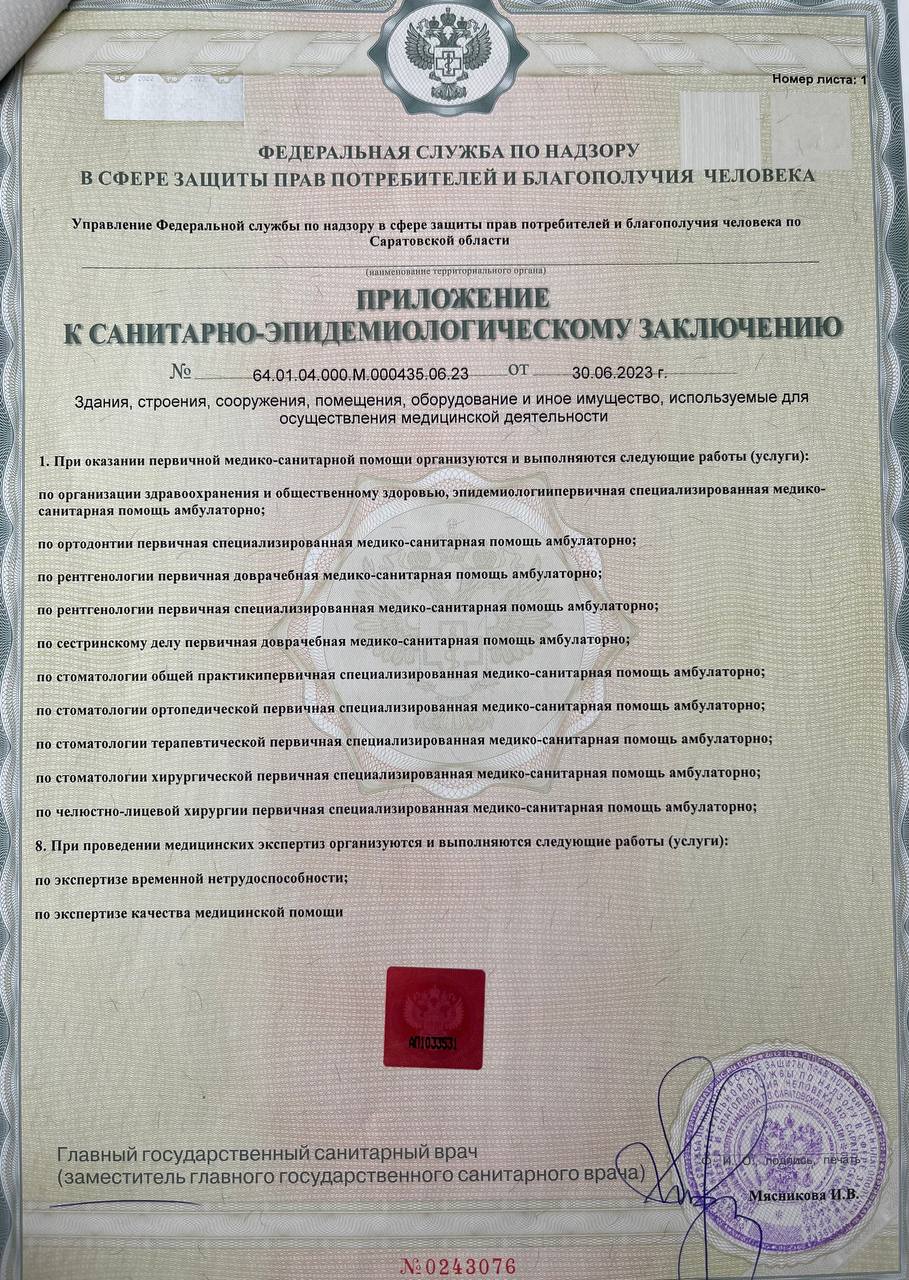 Номер листа: 1
ФЕДЕРАЛЬНАЯ СЛУЖБА ПО НАДЗОРУ
В СФЕРЕ ЗАЩИТЫ ПРАВ ПОТРЕБИТЕЛЕЙ И БЛАГОПОЛУЧИЯ ЧЕЛОВЕКА
Управление Федеральной службы по надзору в сфере защиты прав потребителей и благополучия человека по
Саратовской области
(наименование территориального органа)
ПРИЛОЖЕНИЕ
К САНИТАРНО-ЭПИДЕМИОЛОГИЧЕСКОМУ ЗАКЛЮЧЕНИЮ
№ 64.01.04.000.М.000435.06.23 ОТ 30.06.2023 г.
Здания, строения, сооружения, помещения, оборудование и иное имущество, используемые для
осуществления медицинской деятельности
1. При оказании первичной медико-санитарной помощи организуются и выполняются следующие работы (услуги):
по организации здравоохранения и общественному здоровью, эпидемиологиипервичная специализированная медико-
санитарная помощь амбулаторно;
по ортодонтии первичная специализированная медико-санитарная помощь амбулаторно;
по рентгенологии первичная доврачебная медико-санитарная помощь амбулаторно;
по рентгенологии первичная специализированная медико-санитарная помощь амбулаторно;
по сестринскому делу первичная доврачебная медико-санитарная помощь амбулаторно;
по стоматологии общей практикипервичная специализированная медико-санитарная помощь амбулаторно;
по стоматологии ортопедической первичная специализированная медико-санитарная помощь амбулаторно;
по стоматологии терапевтической первичная специализированная медико-санитарная помощь амбулаторно;
по стоматологии хирургической первичная специализированная медико-санитарная помощь амбулаторно;
по челюстно-лицевой хирургии первичная специализированная медико-санитарная помощь амбулаторно;
8. При проведении медицинских экспертиз организуются и выполняются следующие работы (услуги):
по экспертизе временной нетрудоспособности;
по экспертизе качества медицинской помощи
АП1033531
Главный государственный санитарный врач
(заместитель главного государственного санитарного врача)
Ф. И. О., подпись, печать
Мясникова И.В.
№0243076